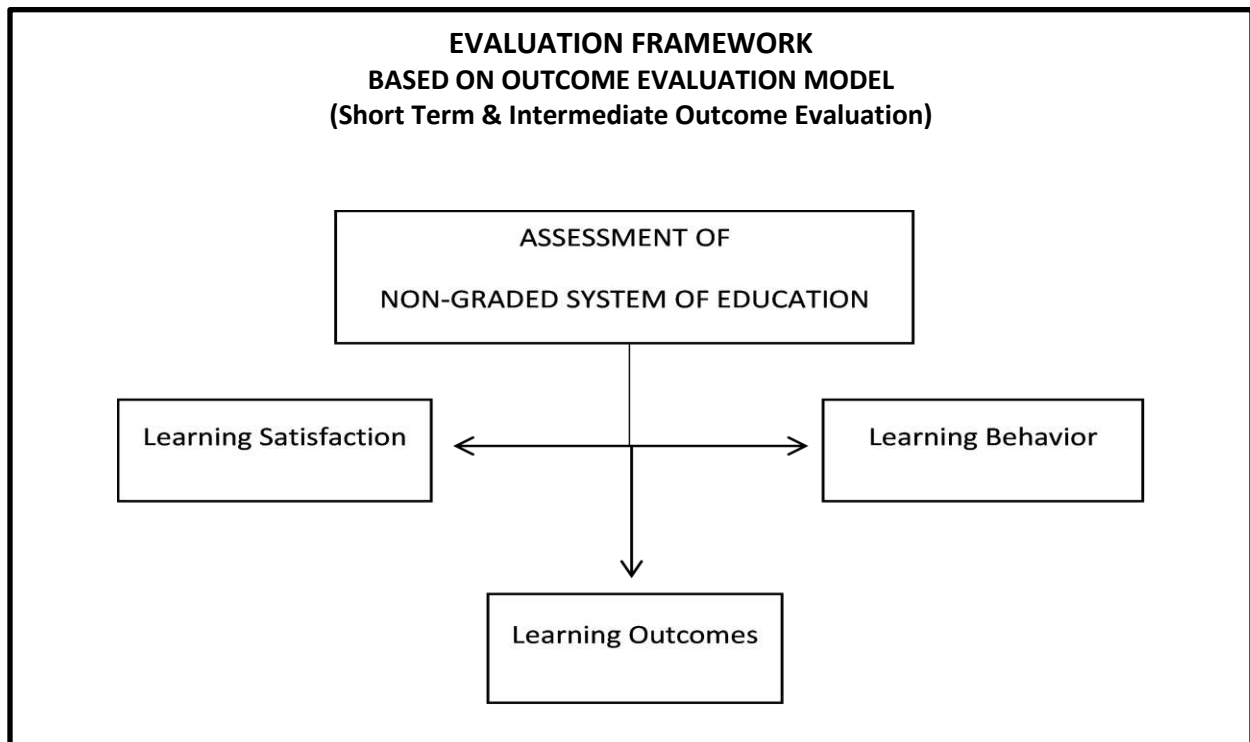 EVALUATION FRAMEWORK
BASED ON OUTCOME EVALUATION MODEL
(Short Term & Intermediate Outcome Evaluation)
ASSESSMENT OF
NON-GRADED SYSTEM OF EDUCATION
Learning Satisfaction
Learning Behavior
Learning Outcomes